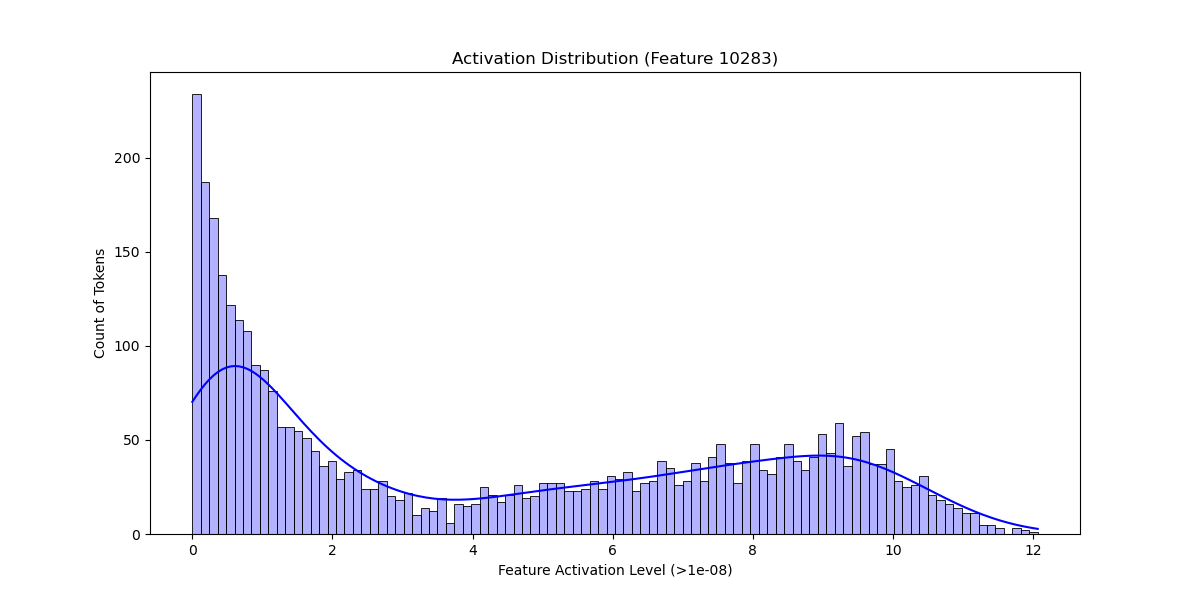 Activation Distribution (Feature 10283)
Count of Tokens
200
150
100
50
0
0 2 4 6 8 10 12
Feature Activation Level (>1e-08)